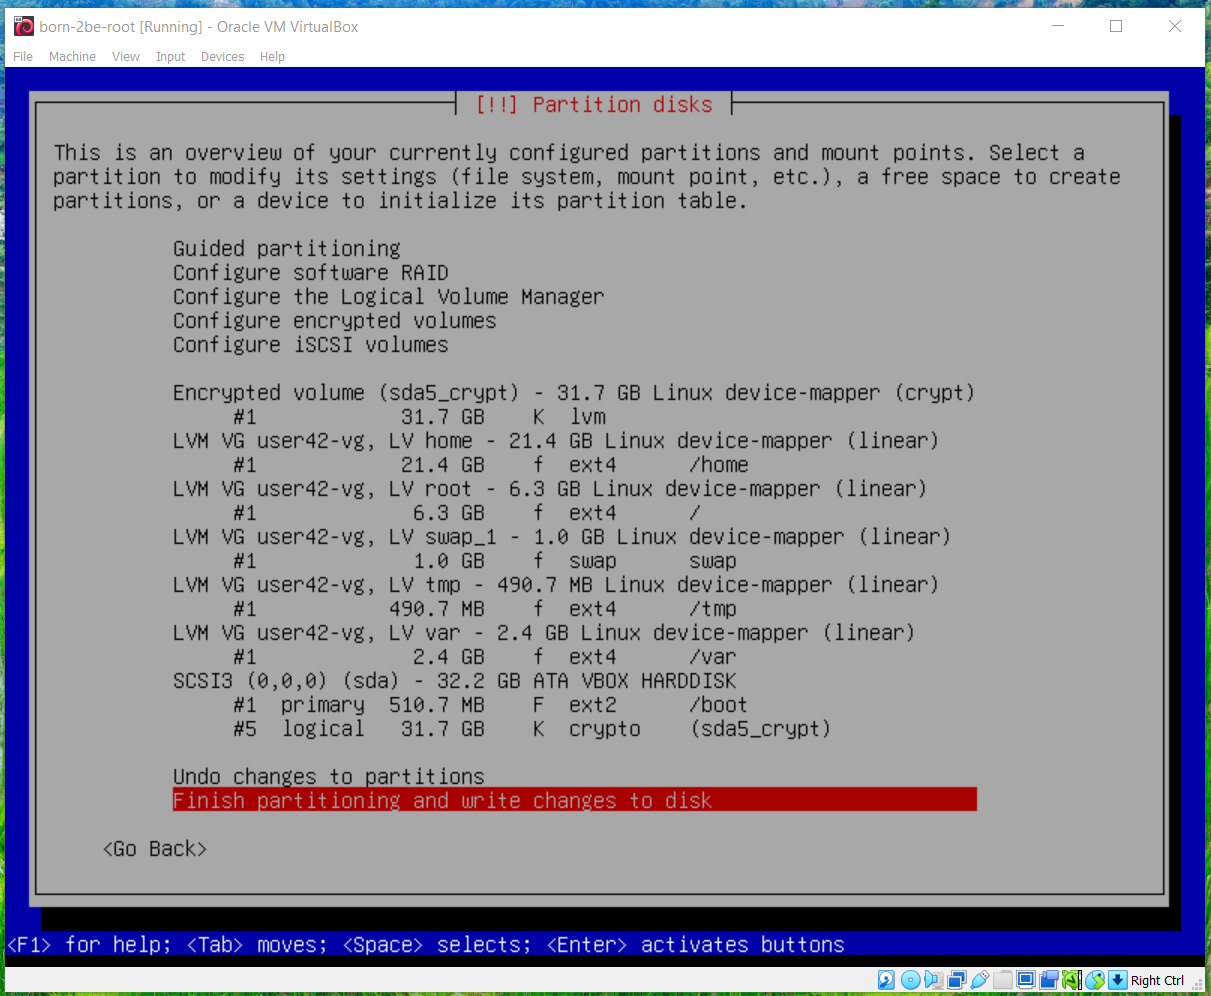 born-2be-root [Running] - Oracle VM VirtualBox
File Machine View Input Devices Help
[!!] Partition disks
This is an overview of your currently configured partitions and mount points. Select a
partition to modify its settings (file system, mount point, etc.), a free space to create
partitions, or a device to initialize its partition table.
Guided partitioning
Configure software RAID
Configure the Logical Volume Manager
Configure encrypted volumes
Configure iSCSI volumes
Encrypted volume (sda5_crypt) - 31.7 GB Linux device-mapper (crypt)
#1 31.7 GB K lvm
LVM VG user42-vg, LV home - 21.4 GB Linux device-mapper (linear)
#1 21.4 GB f ext4 /home
LVM VG user42-vg, LV root - 6.3 GB Linux device-mapper (linear)
#1 6.3 GB f ext4 /
LVM VG user42-vg, LV swap_1 - 1.0 GB Linux device-mapper (linear)
#1 1.0 GB f swap swap
LVM VG user42-vg, LV tmp - 490.7 MB Linux device-mapper (linear)
#1 490.7 MB f ext4 /tmp
LVM VG user42-vg, LV var - 2.4 GB Linux device-mapper (linear)
#1 2.4 GB f ext4 /var
SCSI3 (0,0,0) (sda) - 32.2 GB ATA VBOX HARDDISK
#1 primary 510.7 MB F ext2 /boot
#5 logical 31.7 GB K crypto (sda5_crypt)
Undo changes to partitions
Finish partitioning and write changes to disk
<Go Back>
<F1> for help; <Tab> moves; <Space> selects; <Enter> activates buttons
Right Ctrl